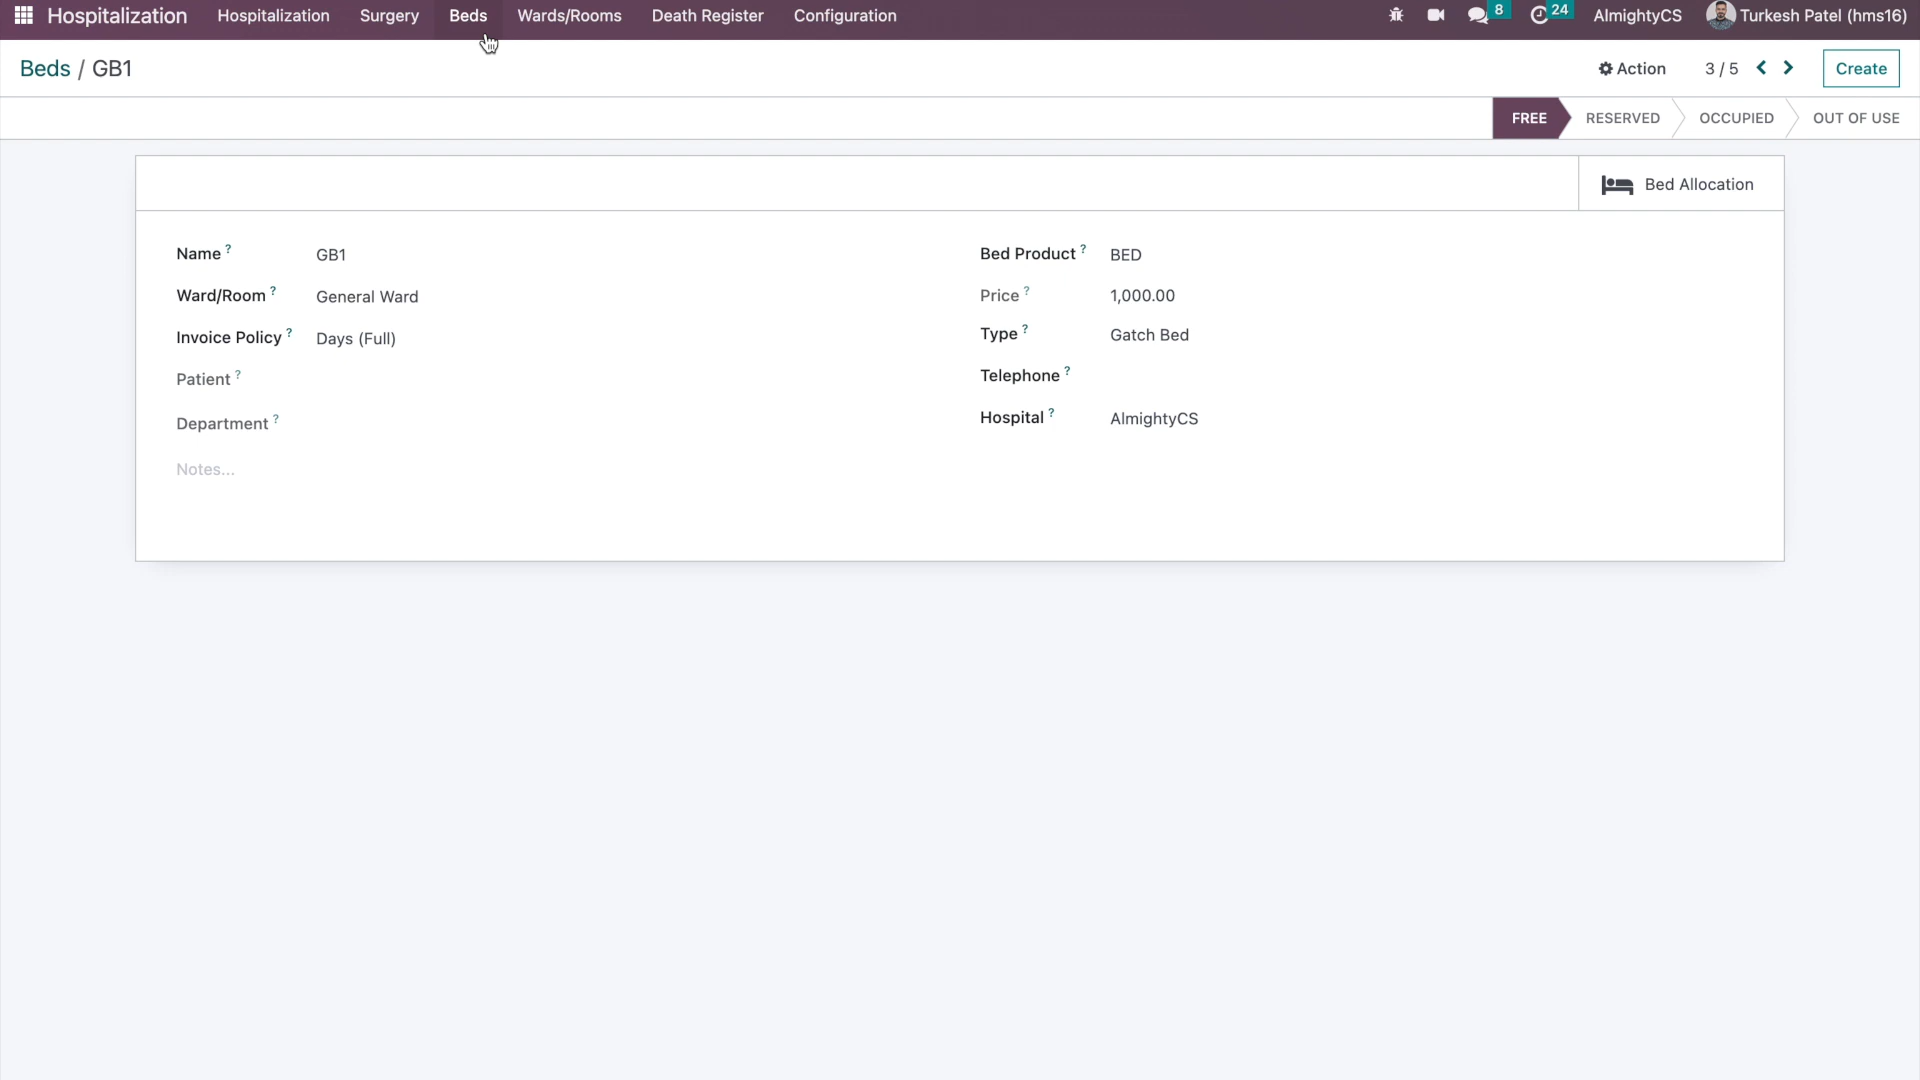 Hospitalization Hospitalization Surgery Beds Wards/Rooms Death Register Configuration 8 24 AlmightyCS Turkesh Patel (hms16)
Beds / GB1 Action 3 / 5 Create
FREE RESERVED OCCUPIED OUT OF USE
Bed Allocation
Name ? GB1 Bed Product ? BED
Ward/Room ? General Ward Price ? 1,000.00
Invoice Policy ? Days (Full) Type ? Gatch Bed
Patient ? Telephone ?
Department ? Hospital ? AlmightyCS
Notes...